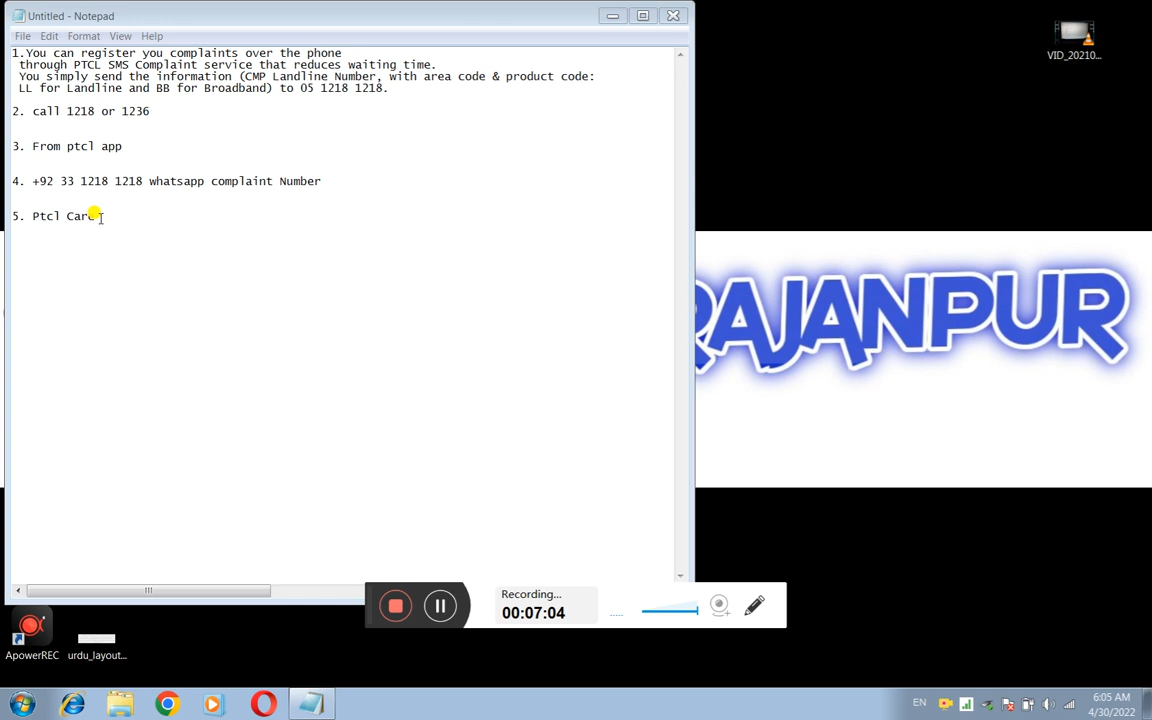 Untitled - Notepad
File Edit Format View Help
1.You can register you complaints over the phone
through PTCL SMS Complaint service that reduces waiting time.
You simply send the information (CMP Landline Number, with area code & product code:
LL for Landline and BB for Broadband) to 05 1218 1218.
2. call 1218 or 1236
3. From ptcl app
4. +92 33 1218 1218 whatsapp complaint Number
5. Ptcl Care
VID_20210...
RAJANPUR
Recording...
00:07:04
ApowerREC
urdu_layout...
EN
6:05 AM
4/30/2022